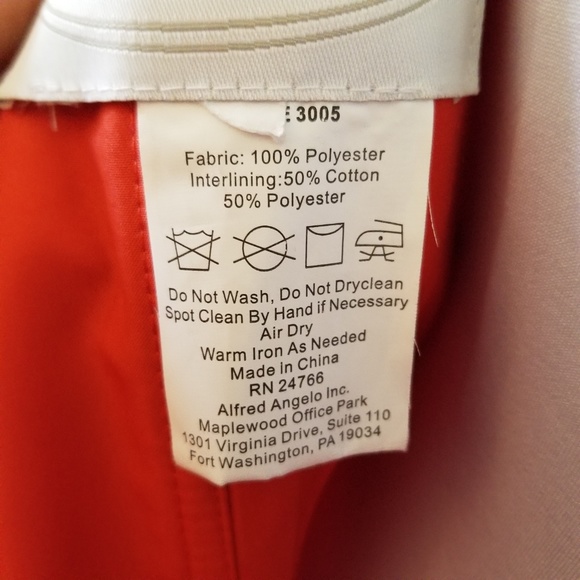 3005
Fabric: 100% Polyester
Interlining:50% Cotton
50% Polyester
Do Not Wash, Do Not Dryclean
Spot Clean By Hand if Necessary
Air Dry
Warm Iron As Needed
Made in China
RN 24766
Alfred Angelo Inc.
Maplewood Office Park
1301 Virginia Drive, Suite 110
Fort Washington, PA 19034